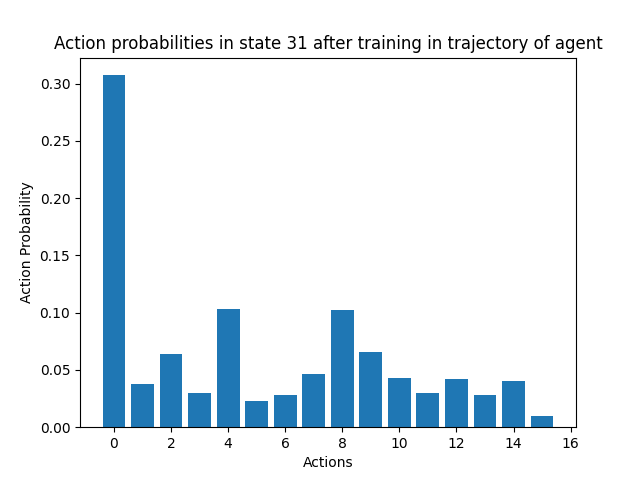 Action probabilities in state 31 after training in trajectory of agent
0.30
0.25
0.20
0.15
0.10
0.05
0.00
Action Probability
0 2 4 6 8 10 12 14 16
Actions